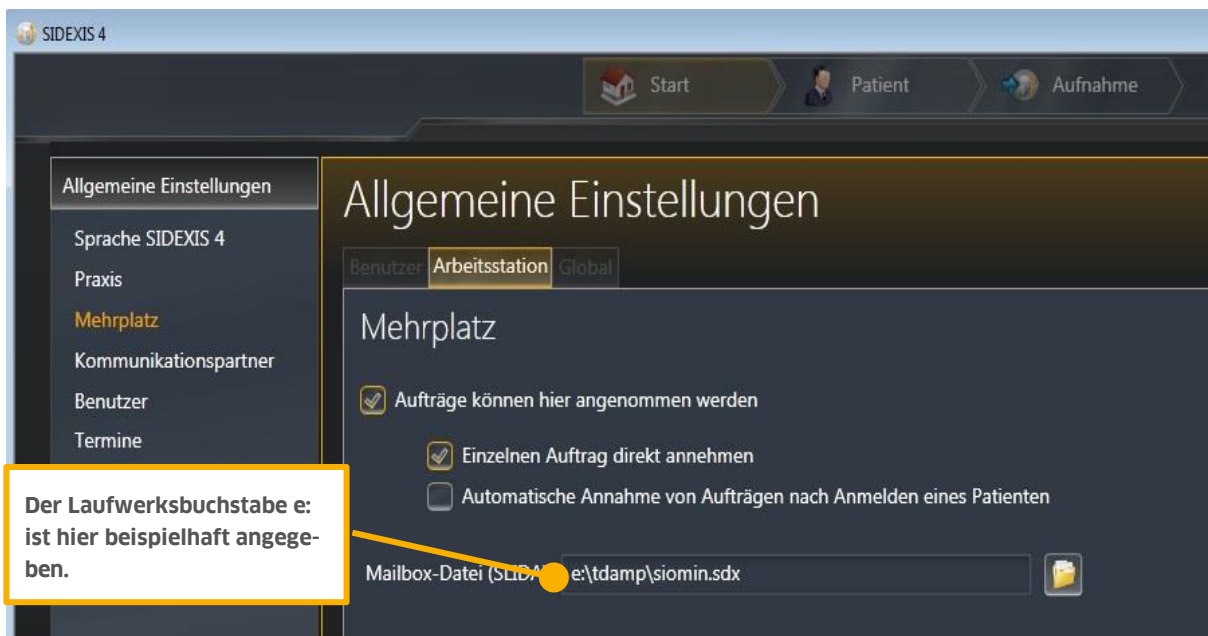 SIDEXIS 4
Start
Patient
Aufnahme
Allgemeine Einstellungen
Sprache SIDEXIS 4
Praxis
Mehrplatz
Kommunikationspartner
Benutzer
Termine
Allgemeine Einstellungen
Benutzer Arbeitsstation Global
Mehrplatz
Aufträge können hier angenommen werden
Einzelnen Auftrag direkt annehmen
Automatische Annahme von Aufträgen nach Anmelden eines Patienten
Der Laufwerksbuchstabe e:
ist hier beispielhaft angege-
ben.
Mailbox-Datei e:\tdamp\siomin.sdx